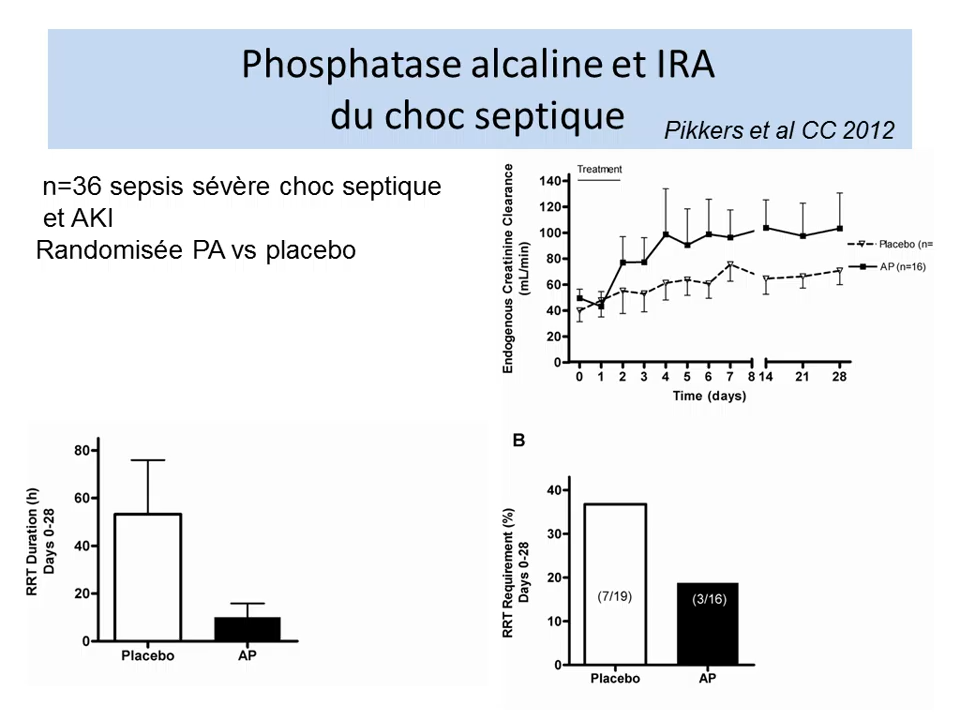 Phosphatase alcaline et IRA
du choc septique
Pikkers et al CC 2012
n=36 sepsis sévère choc septique
et AKI
Randomisée PA vs placebo
Endogenous Creatinine Clearance
(mL/min)
Treatment
140
120
100
80
60
40
20
0
0 1 2 3 4 5 6 7 8 14 21 28
Time (days)
Placebo (n=
AP (n=16)
RRT Duration (h)
Days 0-28
80
60
40
20
0
Placebo AP
B
RRT Requirement (%)
Days 0-28
40
30
20
10
0
(7/19) (3/16)
Placebo AP